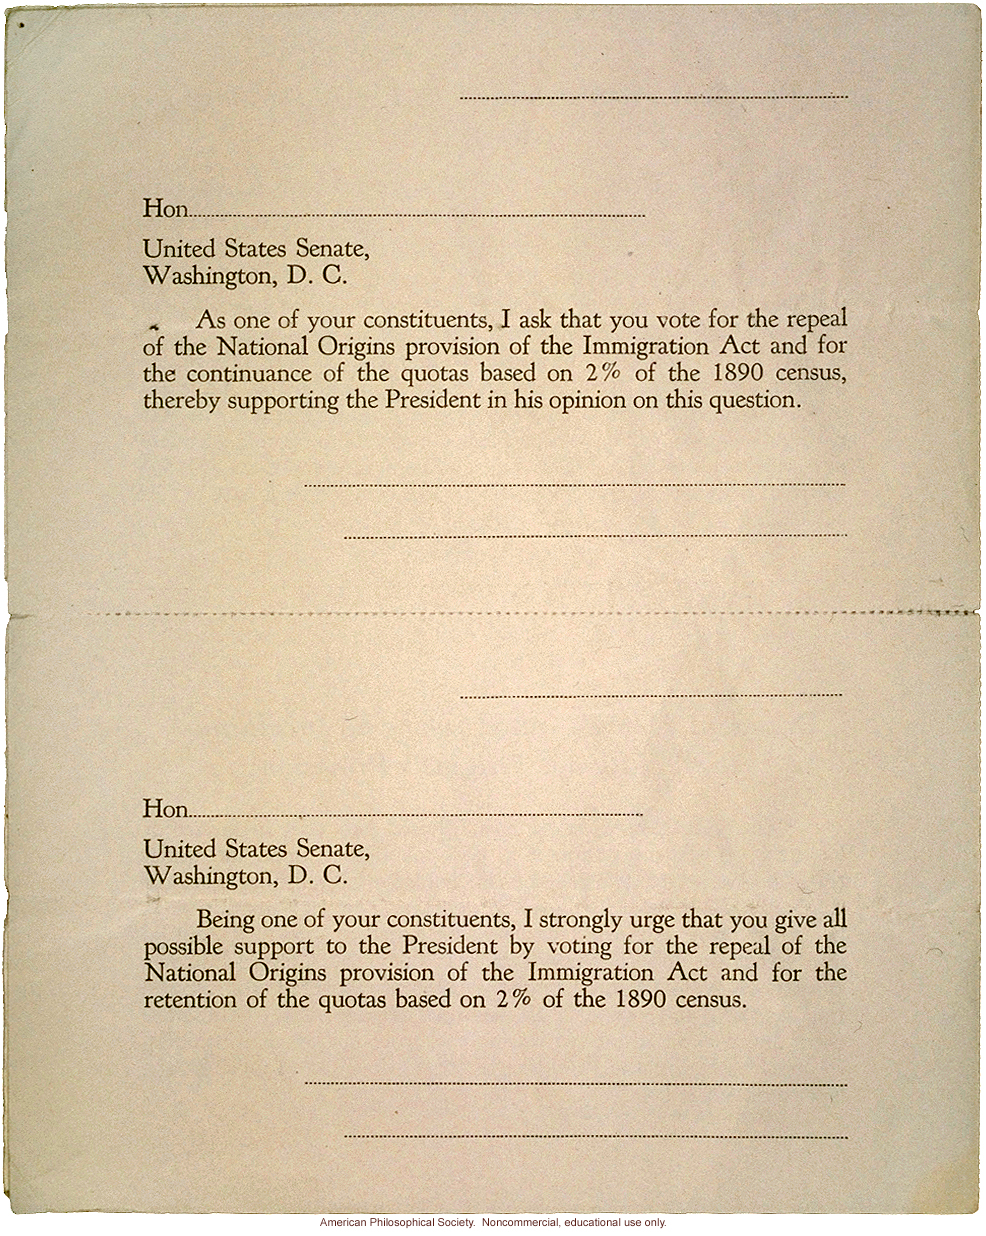 Hon.
United States Senate,
Washington, D. C.
As one of your constituents, I ask that you vote for the repeal
of the National Origins provision of the Immigration Act and for
the continuance of the quotas based on 2% of the 1890 census,
thereby supporting the President in his opinion on this question.
Hon.
United States Senate,
Washington, D. C.
Being one of your constituents, I strongly urge that you give all
possible support to the President by voting for the repeal of the
National Origins provision of the Immigration Act and for the
retention of the quotas based on 2% of the 1890 census.
American Philosophical Society. Noncommercial, educational use only.